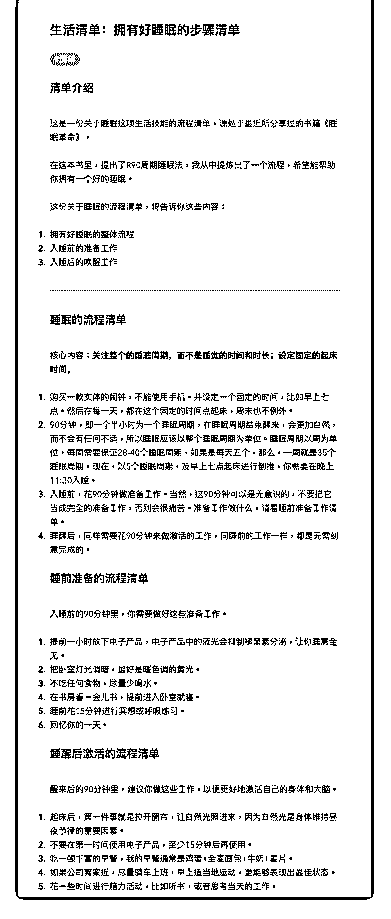 生活清单：拥有好睡眠的步骤清单
清单介绍
这是一份关于睡眠这项生活技能的流程清单，源处于最近所分享过的书籍《睡
眠革命》。
在这本书里，提出了R90周期睡眠法，我从中提炼出了一个流程，希望能帮助
你拥有一个好的睡眠。
这份关于睡眠的流程清单，将告诉你这些内容：
1. 拥有好睡眠的整体流程
2. 入睡前的准备工作
3. 入睡后的唤醒工作
睡眠的流程清单
核心内容：关注整个的睡眠周期，而不是睡觉的时间和时长；设定固定的起床
时间。
1. 购买一款实体的闹钟，不能使用手机。并设定一个固定的时间，比如早上七
点。然后在每一天，都在这个固定的时间点起床，周末也不例外。
2. 90分钟，即一个半小时为一个睡眠周期，在睡眠周期结束醒来，会更加自然，
而不会有任何不适，所以睡眠应该以整个睡眠周期为单位。睡眠周期以周为单
位，每周需要保证28-40个睡眠周期，如果是每天五个，那么，一周就是35个
睡眠周期。现在，以5个睡眠周期，及早上七点起床进行倒推，你就要在晚上
11:30入睡。
3. 入睡前，花90分钟做准备工作。当然，这90分钟可以是无意识的，不要把它
当成完全的准备工作，否则会很痛苦。准备工作做什么，请看睡前准备工作清
单。
4. 睡醒后，同样需要花90分钟来做激活的工作，同睡前的工作一样，都是无需刻
意完成的。
睡前准备的流程清单
入睡前的90分钟里，你需要做好这些准备工作。
1. 提前一小时放下电子产品，电子产品中的蓝光会抑制褪黑素分泌，让你睡意全
无。
2. 把卧室灯光调暗，最好是暖色调的黄光。
3. 不吃任何食物，尽量少喝水。
4. 在书房看一会儿书，提前进入卧室就寝。
5. 睡前花15分钟进行冥想或呼吸练习。
6. 回忆你的一天。
睡醒后激活的流程清单
醒来后的90分钟里，建议你做这些工作，以便更好地激活自己的身体和大脑。
1. 起床后，第一件事就是拉开窗帘，让自然光照进来，因为自然光是身体维持昼
夜节律的重要因素。
2. 不要在第一时间使用电子产品，至少15分钟后再使用。
3. 吃一顿丰富的早餐，我的早餐通常是鸡蛋+全麦面包+牛奶+麦片。
4. 如果公司离家近，尽量骑车上班，早上适当地运动，更能够表现出最佳状态。
5. 花一些时间进行脑力活动，比如听书，或者思考当天的工作。